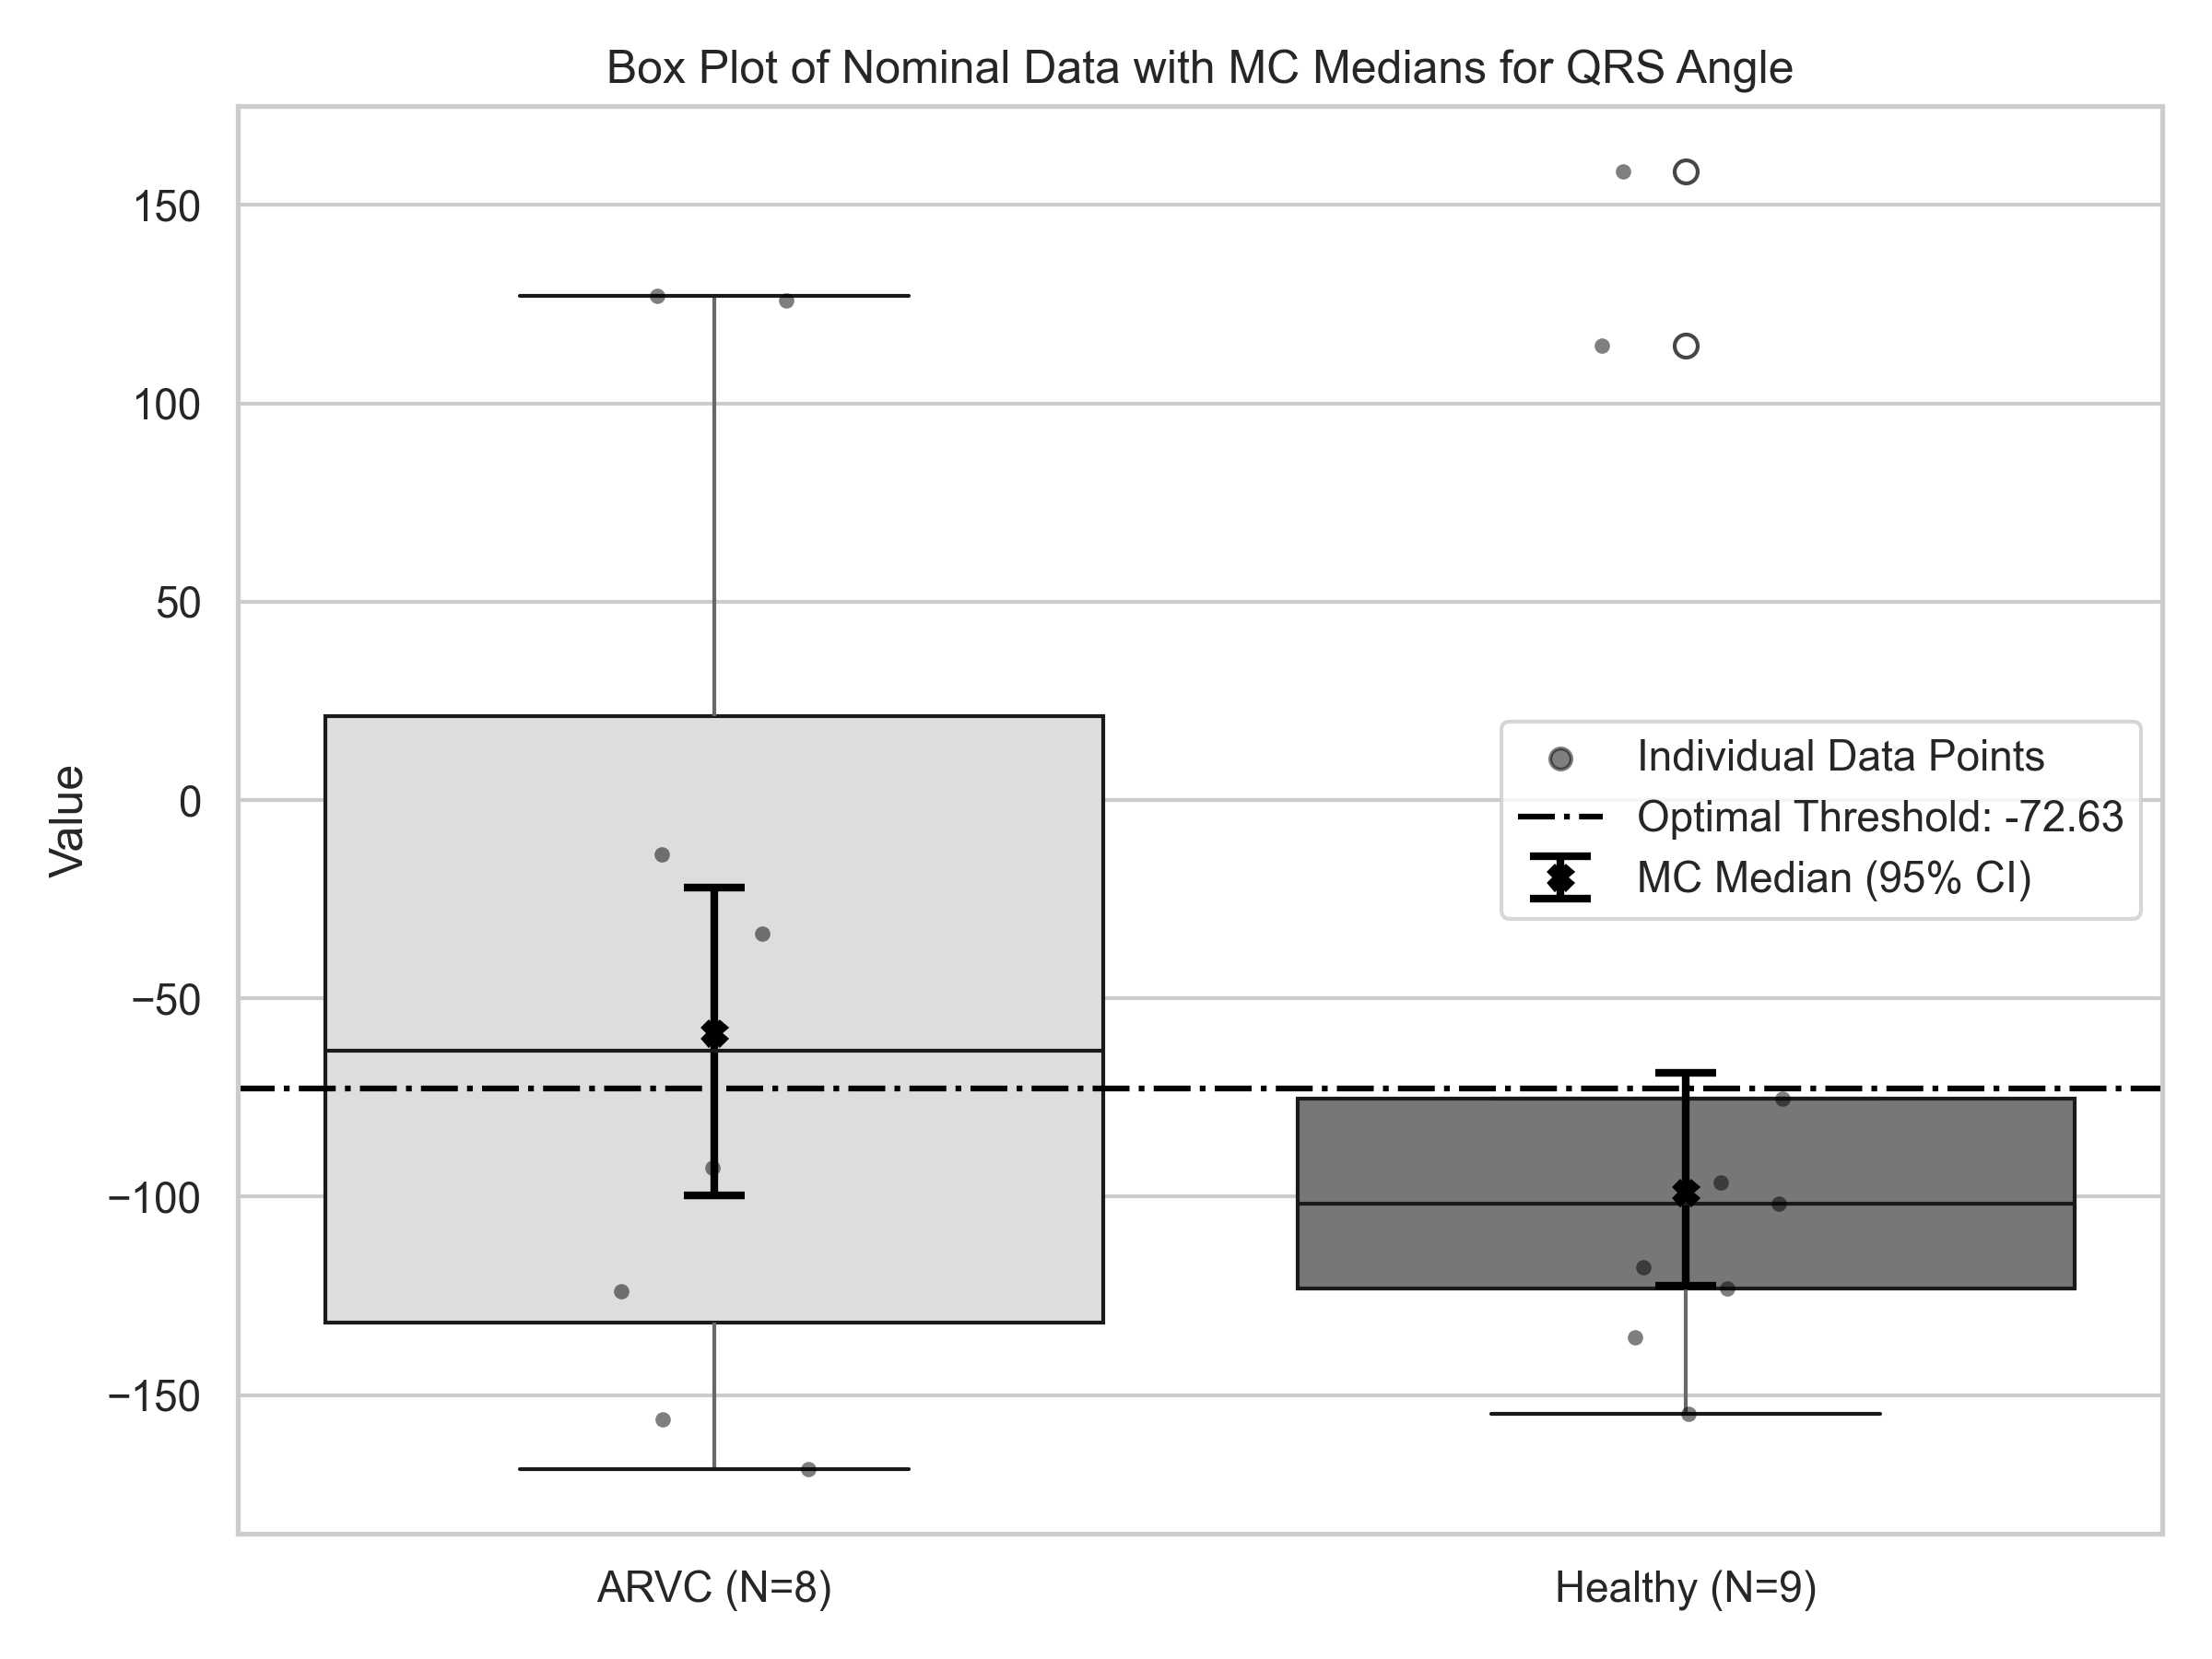 Box Plot of Nominal Data with MC Medians for QRS Angle
Value
150
100
50
0
−50
−100
−150
Individual Data Points
Optimal Threshold: -72.63
MC Median (95% CI)
ARVC (N=8)
Healthy (N=9)